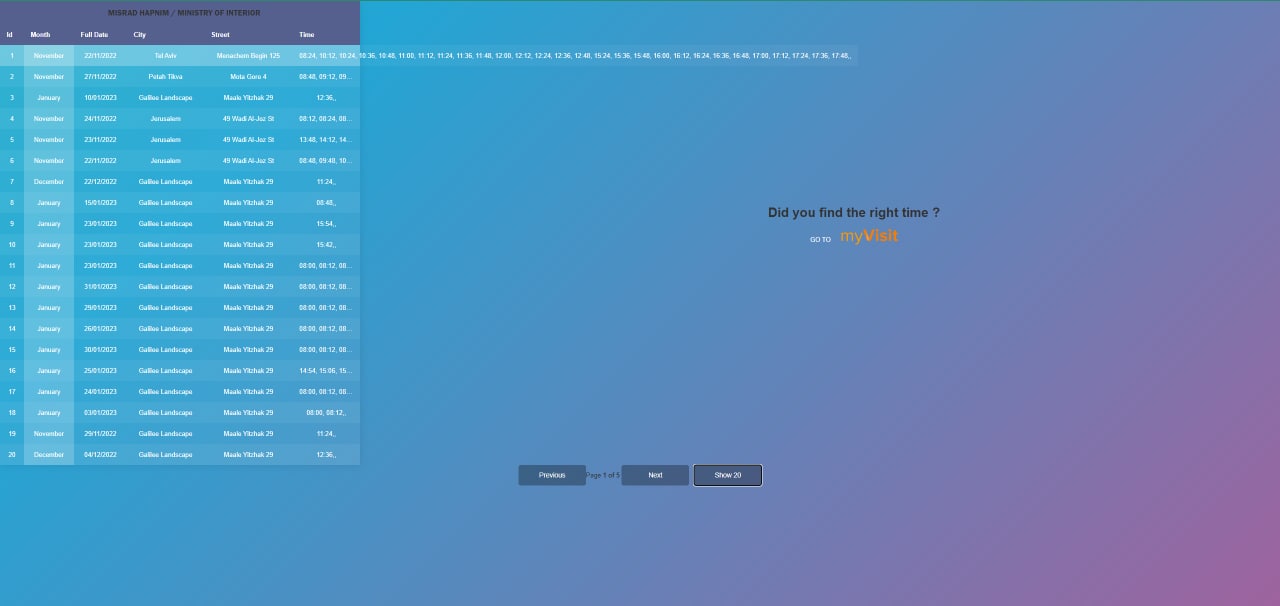 MISRAD HAPNIM / MINISTRY OF INTERIOR
Id Month Full Date City Street Time
1 November 22/11/2022 Tel Aviv Menachem Begin 125 08:24, 10:12, 10:24, 10:36, 10:48, 11:00, 11:12, 11:24, 11:36, 11:48, 12:00, 12:12, 12:24, 12:36, 12:48, 15:24, 15:36, 15:48, 16:00, 16:12, 16:24, 16:36, 16:48, 17:00, 17:12, 17:24, 17:36, 17:48,,
2 November 27/11/2022 Petah Tikva Mota Gore 4 08:48, 09:12, 09:...
3 January 10/01/2023 Galilee Landscape Maale Yitzhak 29 12:36,,
4 November 24/11/2022 Jerusalem 49 Wadi Al-Joz St 08:12, 08:24, 08:...
5 November 23/11/2022 Jerusalem 49 Wadi Al-Joz St 13:48, 14:12, 14:...
6 November 22/11/2022 Jerusalem 49 Wadi Al-Joz St 08:48, 09:48, 10:...
7 December 22/12/2022 Galilee Landscape Maale Yitzhak 29 11:24,,
8 January 15/01/2023 Galilee Landscape Maale Yitzhak 29 08:48,,
9 January 23/01/2023 Galilee Landscape Maale Yitzhak 29 15:54,,
10 January 23/01/2023 Galilee Landscape Maale Yitzhak 29 15:42,,
11 January 23/01/2023 Galilee Landscape Maale Yitzhak 29 08:00, 08:12, 08:...
12 January 31/01/2023 Galilee Landscape Maale Yitzhak 29 08:00, 08:12, 08:...
13 January 29/01/2023 Galilee Landscape Maale Yitzhak 29 08:00, 08:12, 08:...
14 January 26/01/2023 Galilee Landscape Maale Yitzhak 29 08:00, 08:12, 08:...
15 January 30/01/2023 Galilee Landscape Maale Yitzhak 29 08:00, 08:12, 08:...
16 January 25/01/2023 Galilee Landscape Maale Yitzhak 29 14:54, 15:06, 15:...
17 January 24/01/2023 Galilee Landscape Maale Yitzhak 29 08:00, 08:12, 08:...
18 January 03/01/2023 Galilee Landscape Maale Yitzhak 29 08:00, 08:12,,
19 November 29/11/2022 Galilee Landscape Maale Yitzhak 29 11:24,,
20 December 04/12/2022 Galilee Landscape Maale Yitzhak 29 12:36,,
Did you find the right time ?
GO TO myVisit
Previous Page 1 of 5 Next Show 20